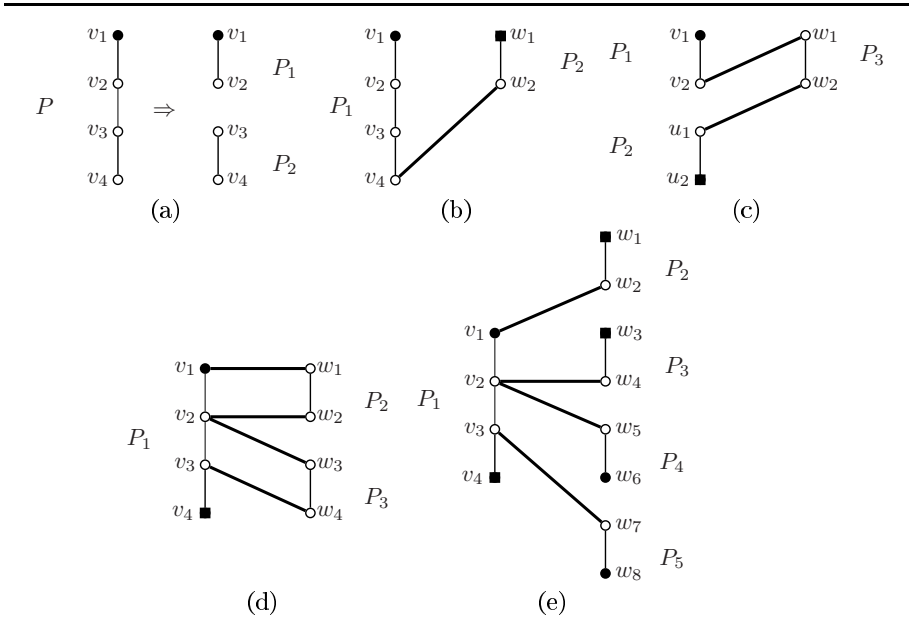 v₁ v₁ v₁ w₁ v₁ w₁
P₁ P₂ P₁ P₃
v₂ v₂ v₂ w₂ v₂ w₂
P ⇒ P₁
v₃ v₃ v₃ u₁
P₂ P₂
v₄ v₄ v₄ u₂
(a) (b) (c)
w₁
P₂
w₂
v₁ w₃
v₁ w₁ P₃
P₂ P₁ v₂ w₄
v₂ w₂
P₁ v₃ w₅
v₃ w₃ P₄
P₃ v₄ w₆
v₄ w₄
w₇
P₅
w₈
(d) (e)